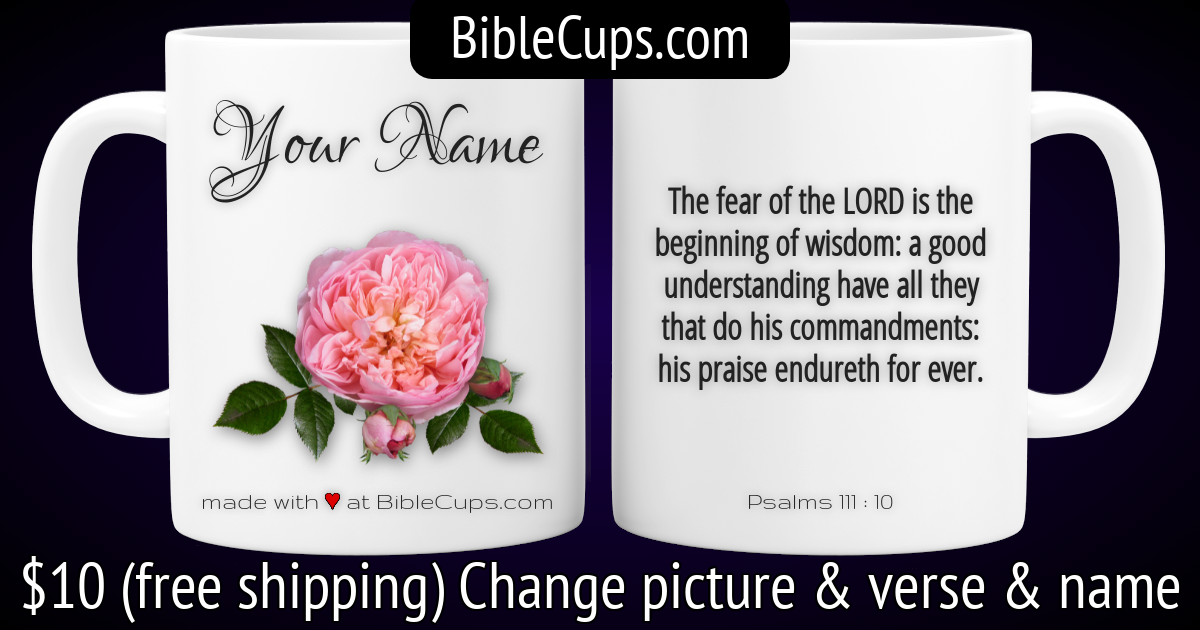 BibleCups.com
Your Name
made with ♥ at BibleCups.com
The fear of the LORD is the
beginning of wisdom: a good
understanding have all they
that do his commandments:
his praise endureth for ever.
Psalms 111 : 10
$10 (free shipping) Change picture & verse & name